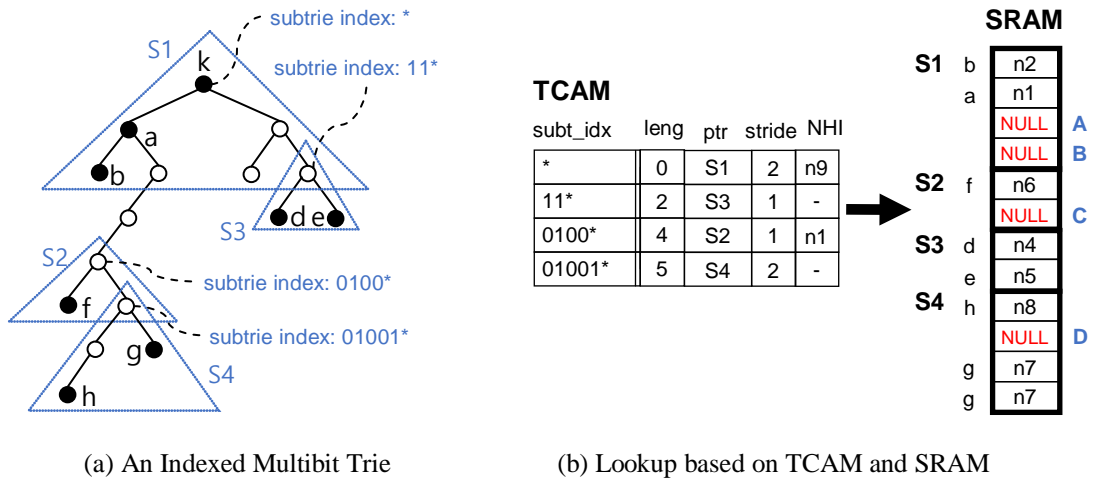 subtrie index: *
S1
k
subtrie index: 11*
a
b
d e
S3
S2
subtrie index: 0100*
f
subtrie index: 01001*
g
S4
h
(a) An Indexed Multibit Trie
TCAM
subt_idx leng ptr stride NHI
* 0 S1 2 n9
11* 2 S3 1 -
0100* 4 S2 1 n1
01001* 5 S4 2 -
SRAM
S1 b n2
a n1
NULL A
NULL B
S2 f n6
NULL C
S3 d n4
e n5
S4 h n8
NULL D
g n7
g n7
(b) Lookup based on TCAM and SRAM